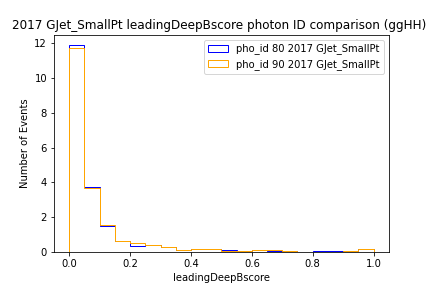 2017 GJet_SmallPt leadingDeepBscore photon ID comparison (ggHH)
pho_id 80 2017 GJet_SmallPt
pho_id 90 2017 GJet_SmallPt
Number of Events
12
10
8
6
4
2
0
0.0 0.2 0.4 0.6 0.8 1.0
leadingDeepBscore